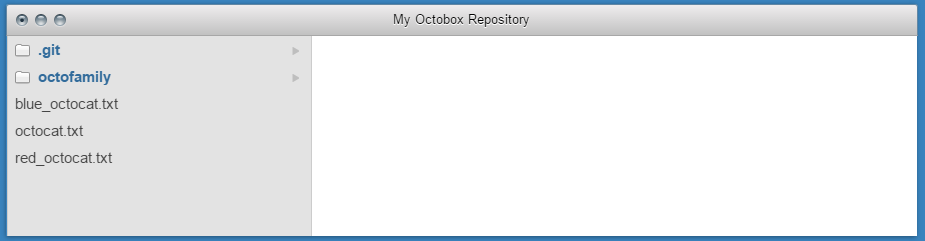 My Octobox Repository
.git
octofamily
blue_octocat.txt
octocat.txt
red_octocat.txt